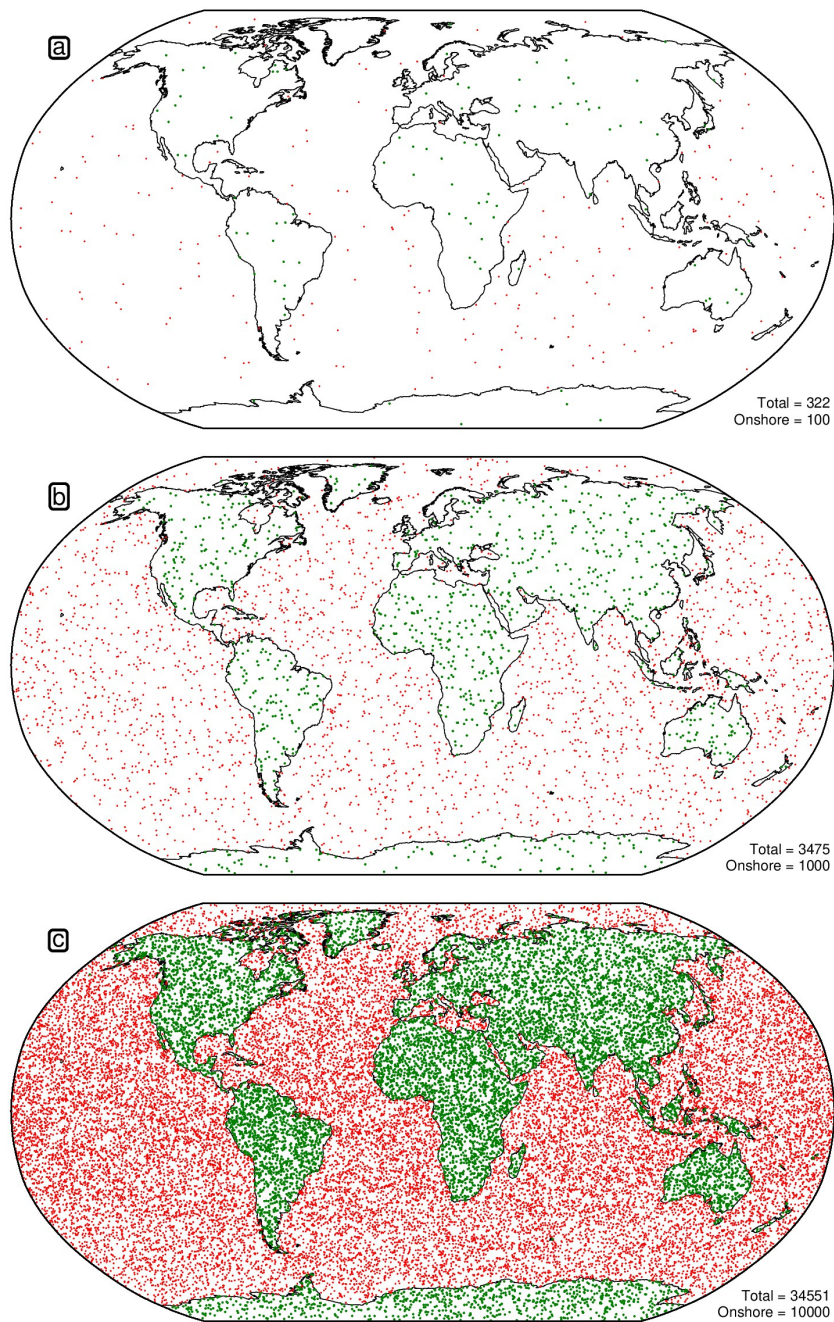 a
Total = 322
Onshore = 100
b
Total = 3475
Onshore = 1000
c
Total = 34551
Onshore = 10000